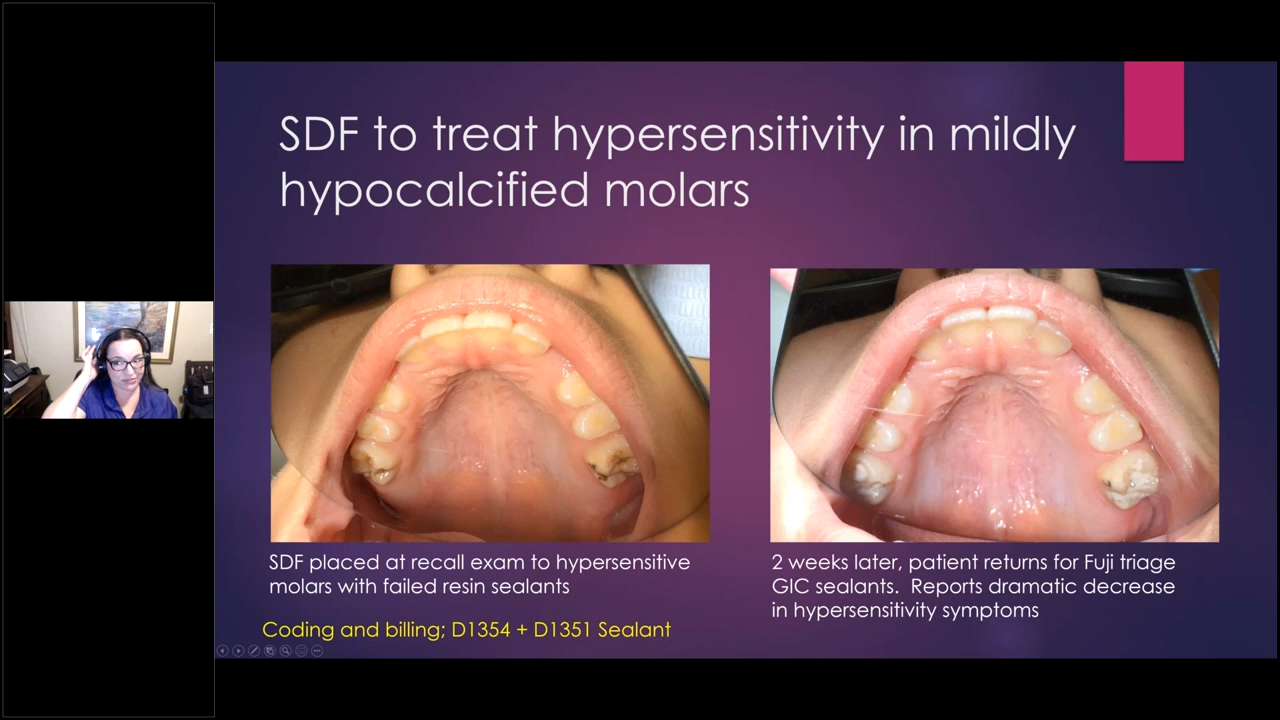 SDF to treat hypersensitivity in mildly
hypocalcified molars
SDF placed at recall exam to hypersensitive
molars with failed resin sealants
Coding and billing; D1354 + D1351 Sealant
2 weeks later, patient returns for Fuji triage
GIC sealants. Reports dramatic decrease
in hypersensitivity symptoms